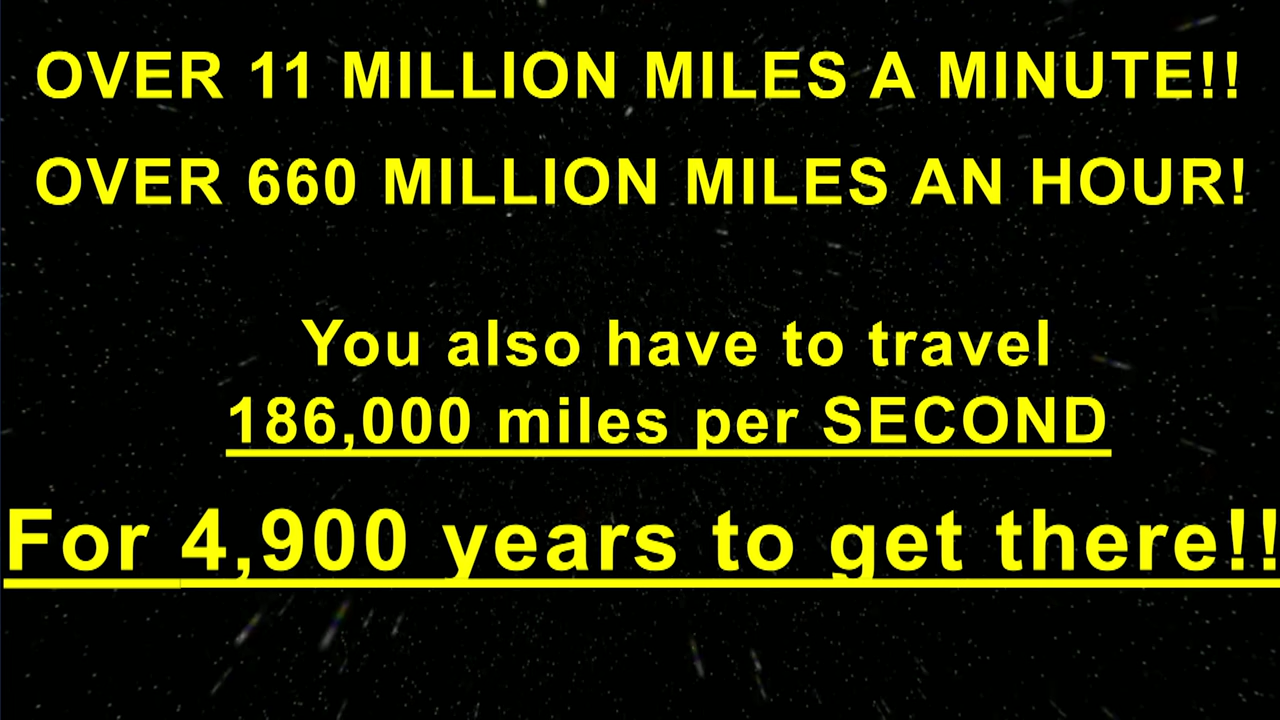 OVER 11 MILLION MILES A MINUTE!!
OVER 660 MILLION MILES AN HOUR!
You also have to travel
186,000 miles per SECOND
For 4,900 years to get there!!